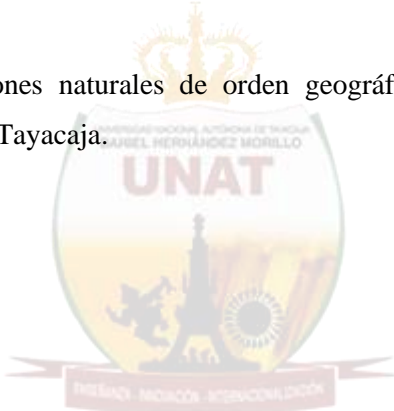 ones naturales de orden geográf
Tayacaja.
UNIVERSIDAD NACIONAL AUTÓNOMA DE TAYACAJA
DANIEL HERNÁNDEZ MORILLO
UNAT
ENSEÑANZA - INNOVACIÓN - INTERNACIONALIZACIÓN